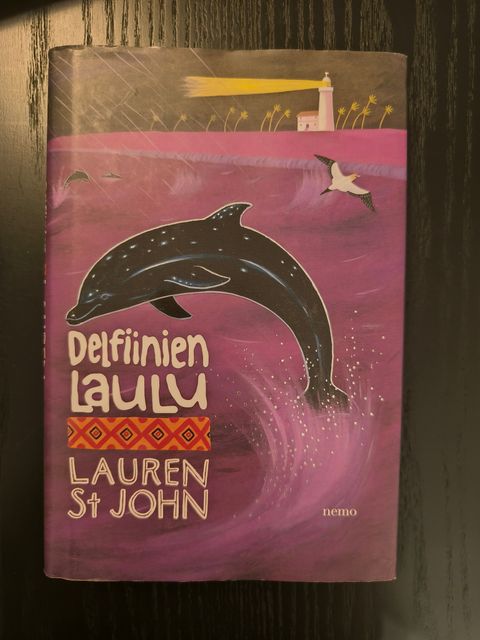 Delfiinien
Laulu
LAUREN
St JOHN
nemo